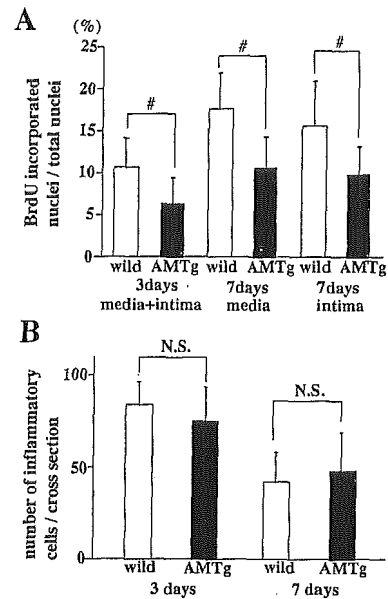 A
(%)
25
20
15
10
5
0
BrdU incorporated
nuclei / total nuclei
#
#
#
wild AMTg wild AMTg wild AMTg
3days 7days 7days
media+intima media intima
B
100
50
0
number of inflammatory
cells / cross section
N.S.
N.S.
wild AMTg wild AMTg
3 days 7 days